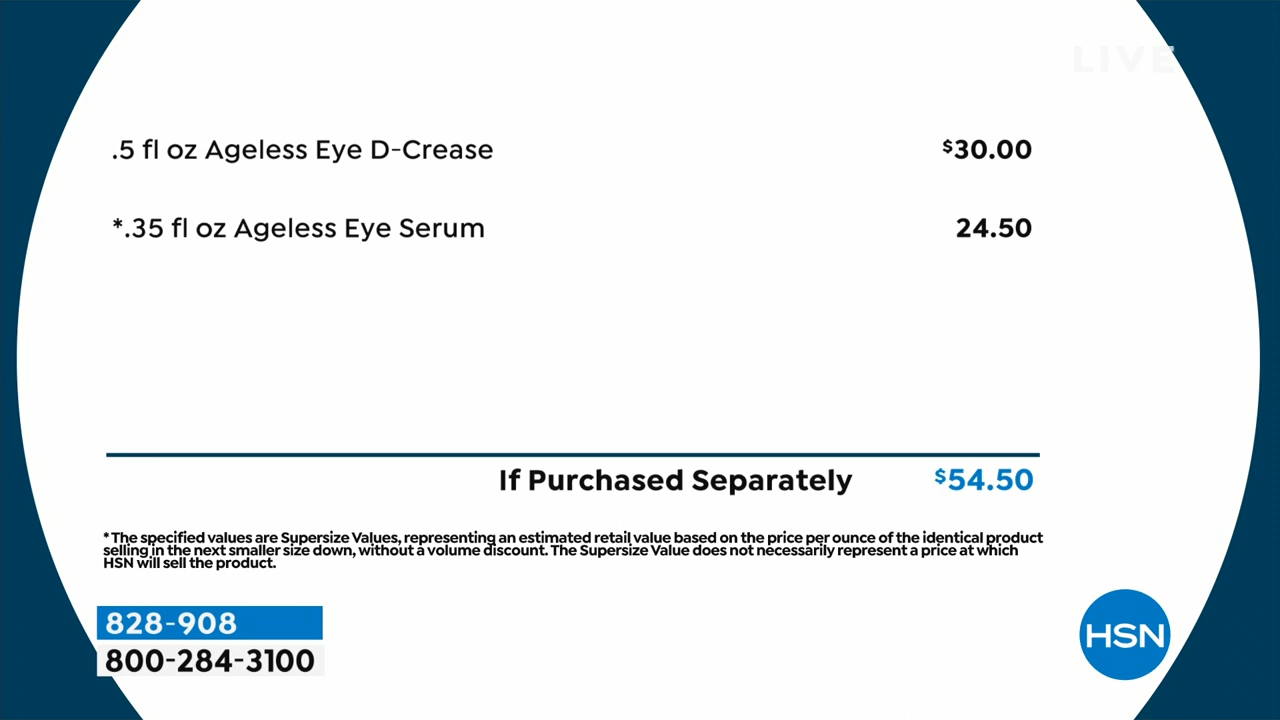 LIVE
.5 fl oz Ageless Eye D-Crease $30.00
*.35 fl oz Ageless Eye Serum 24.50
If Purchased Separately $54.50
* The specified values are Supersize Values, representing an estimated retail value based on the price per ounce of the identical product
selling in the next smaller size down, without a volume discount. The Supersize Value does not necessarily represent a price at which
HSN will sell the product.
828-908
800-284-3100
HSN